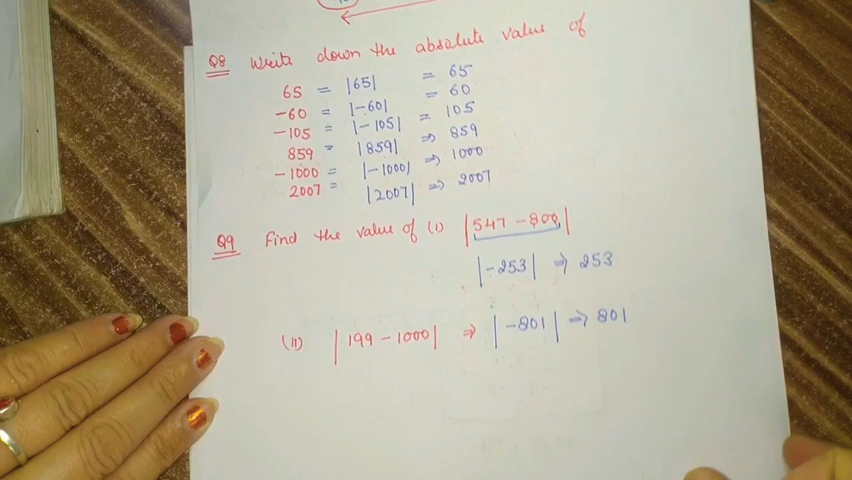 Q8 Write down the absolute value of
65 = |65| = 65
-60 = |-60| = 60
-105 = |-105| = 105
859 = |859| ⇒ 859
-1000 = |-1000| ⇒ 1000
2007 = |2007| ⇒ 2007
Q9 Find the value of (i) |547 - 800|
|-253| ⇒ 253
(ii) |199 - 1000| ⇒ |-801| ⇒ 801